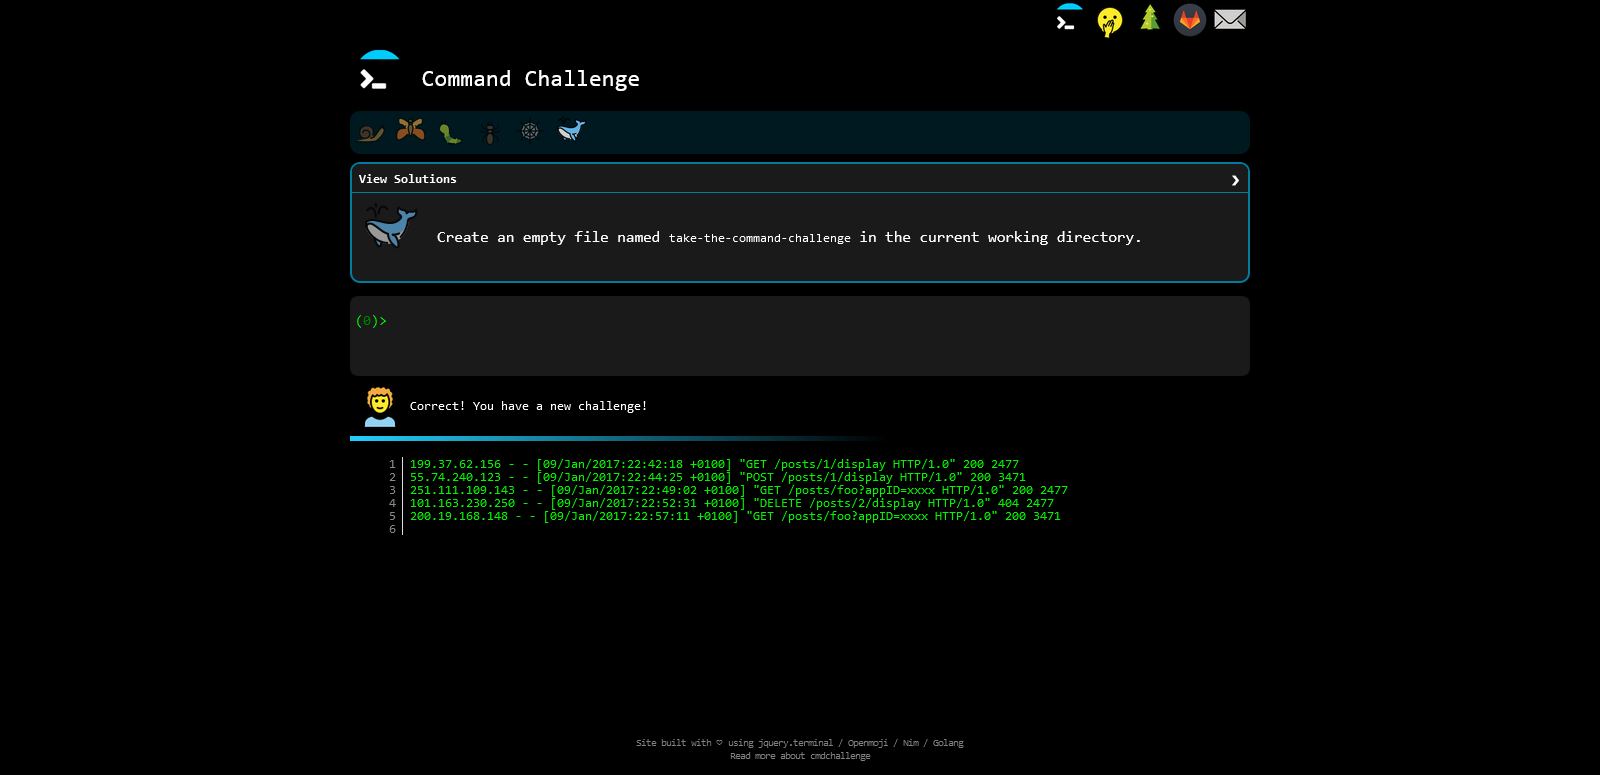 Command Challenge
View Solutions
Create an empty file named take-the-command-challenge in the current working directory.
(0)>
Correct! You have a new challenge!
1 199.37.62.156 - - [09/Jan/2017:22:42:18 +0100] "GET /posts/1/display HTTP/1.0" 200 2477
2 55.74.240.123 - - [09/Jan/2017:22:44:25 +0100] "POST /posts/1/display HTTP/1.0" 200 3471
3 251.111.109.143 - - [09/Jan/2017:22:49:02 +0100] "GET /posts/foo?appID=xxxx HTTP/1.0" 200 2477
4 101.163.230.250 - - [09/Jan/2017:22:52:31 +0100] "DELETE /posts/2/display HTTP/1.0" 404 2477
5 200.19.168.148 - - [09/Jan/2017:22:57:11 +0100] "GET /posts/foo?appID=xxxx HTTP/1.0" 200 3471
6
Site built with ♡ using jquery.terminal / Openmoji / Nim / Golang
Read more about cmdchallenge